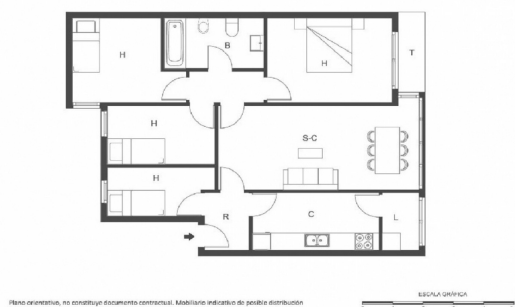 B
H
H
T
H
S-C
H
R
C
L
ESCALA GRÁFICA
Plano orientativo, no constituye documento contractual. Mobiliario indicativo de posible distribución